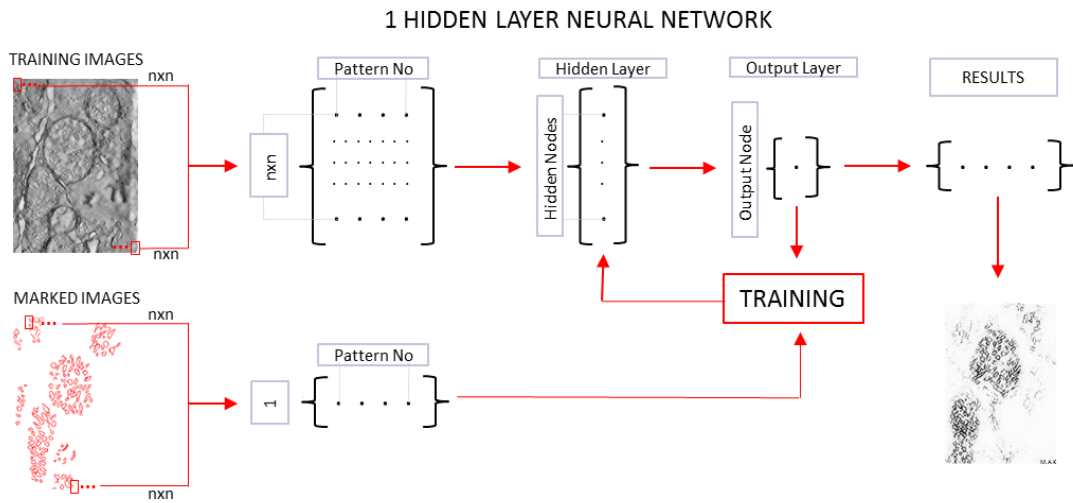 1 HIDDEN LAYER NEURAL NETWORK
TRAINING IMAGES
nxn
nxn
nxn
Pattern No
Hidden Layer
Hidden Nodes
Output Layer
Output Node
RESULTS
TRAINING
MARKED IMAGES
nxn
nxn
1
Pattern No
M.A.K